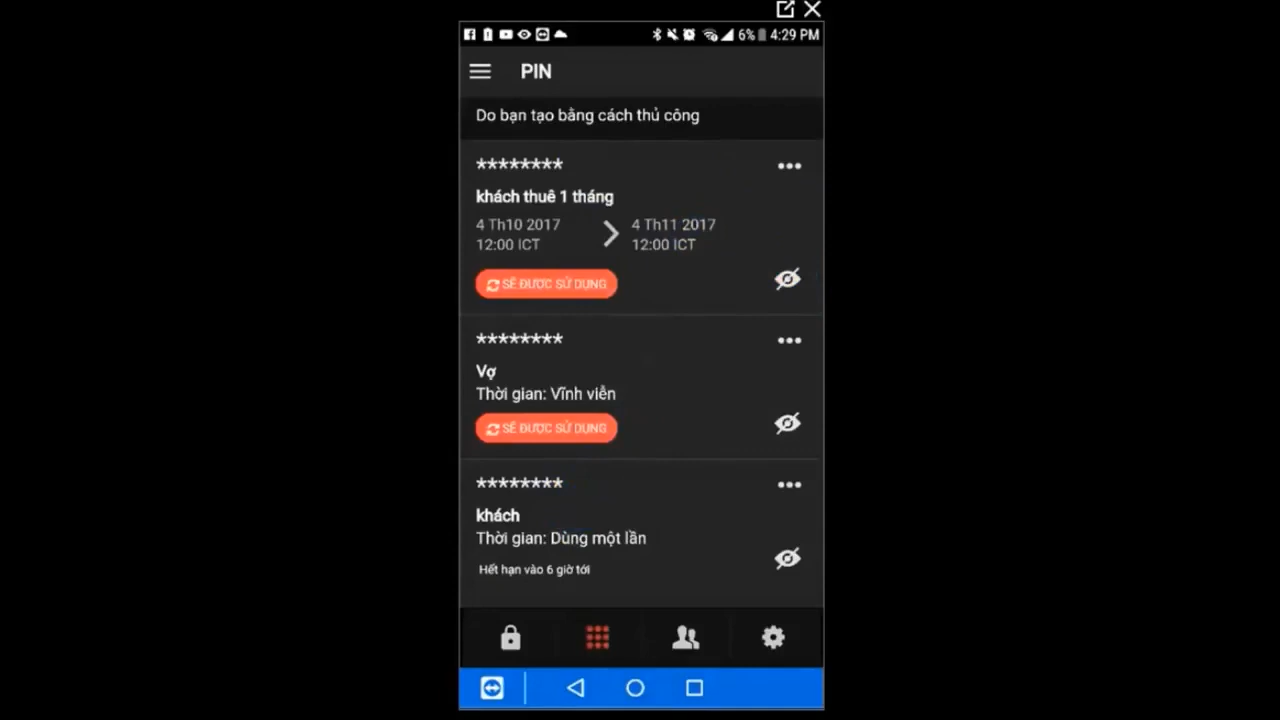 6% 4:29 PM
PIN
Do bạn tạo bằng cách thủ công
********
khách thuê 1 tháng
4 Th10 2017 4 Th11 2017
12:00 ICT 12:00 ICT
SẼ ĐƯỢC SỬ DỤNG
********
Vợ
Thời gian: Vĩnh viễn
SẼ ĐƯỢC SỬ DỤNG
********
khách
Thời gian: Dùng một lần
Hết hạn vào 6 giờ tới